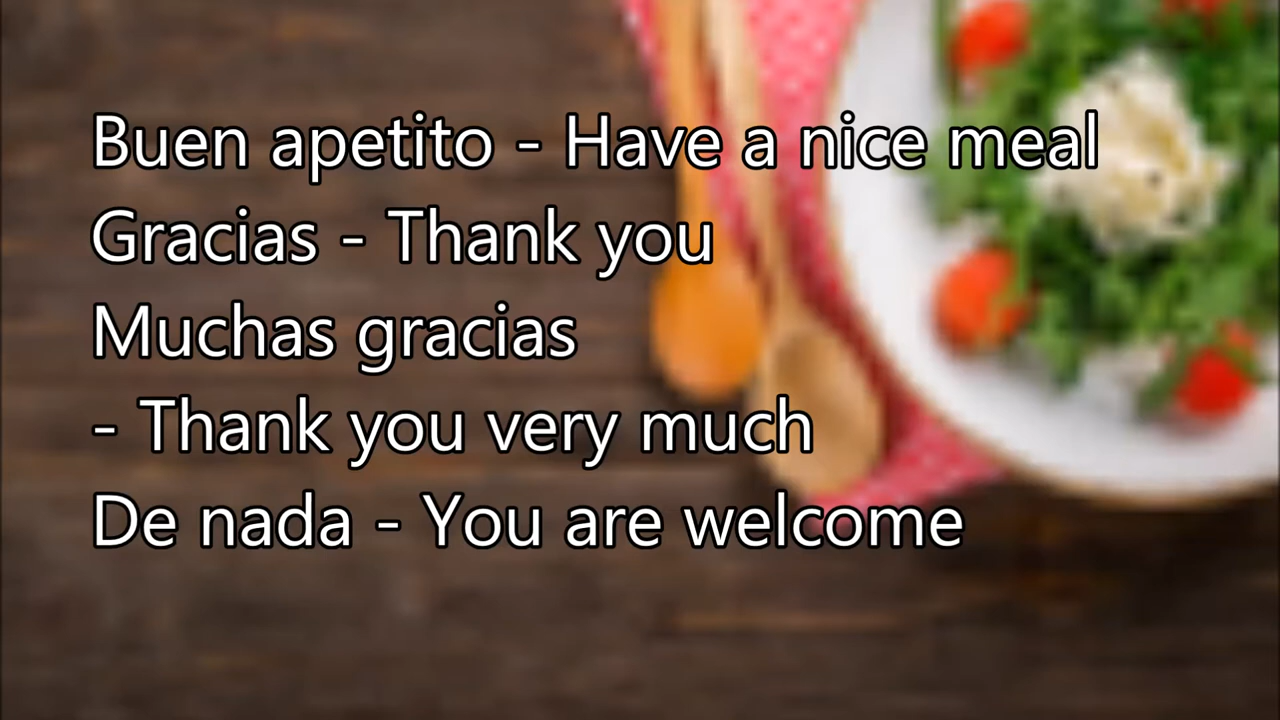 Buen apetito - Have a nice meal
Gracias - Thank you
Muchas gracias
- Thank you very much
De nada - You are welcome